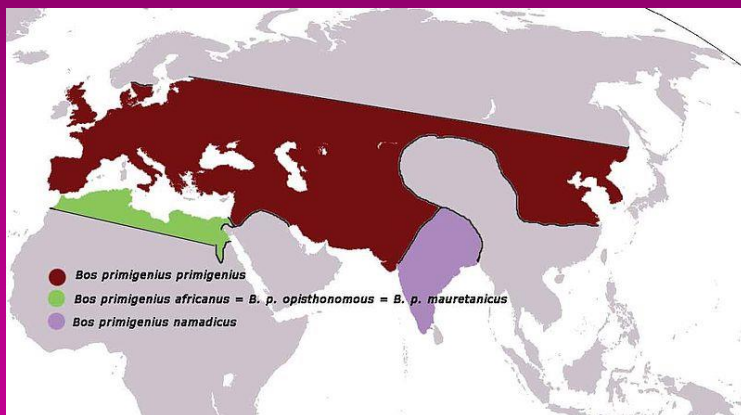 Bos primigenius primigenius
Bos primigenius africanus = B. p. opisthonomous = B. p. mauretanicus
Bos primigenius namadicus